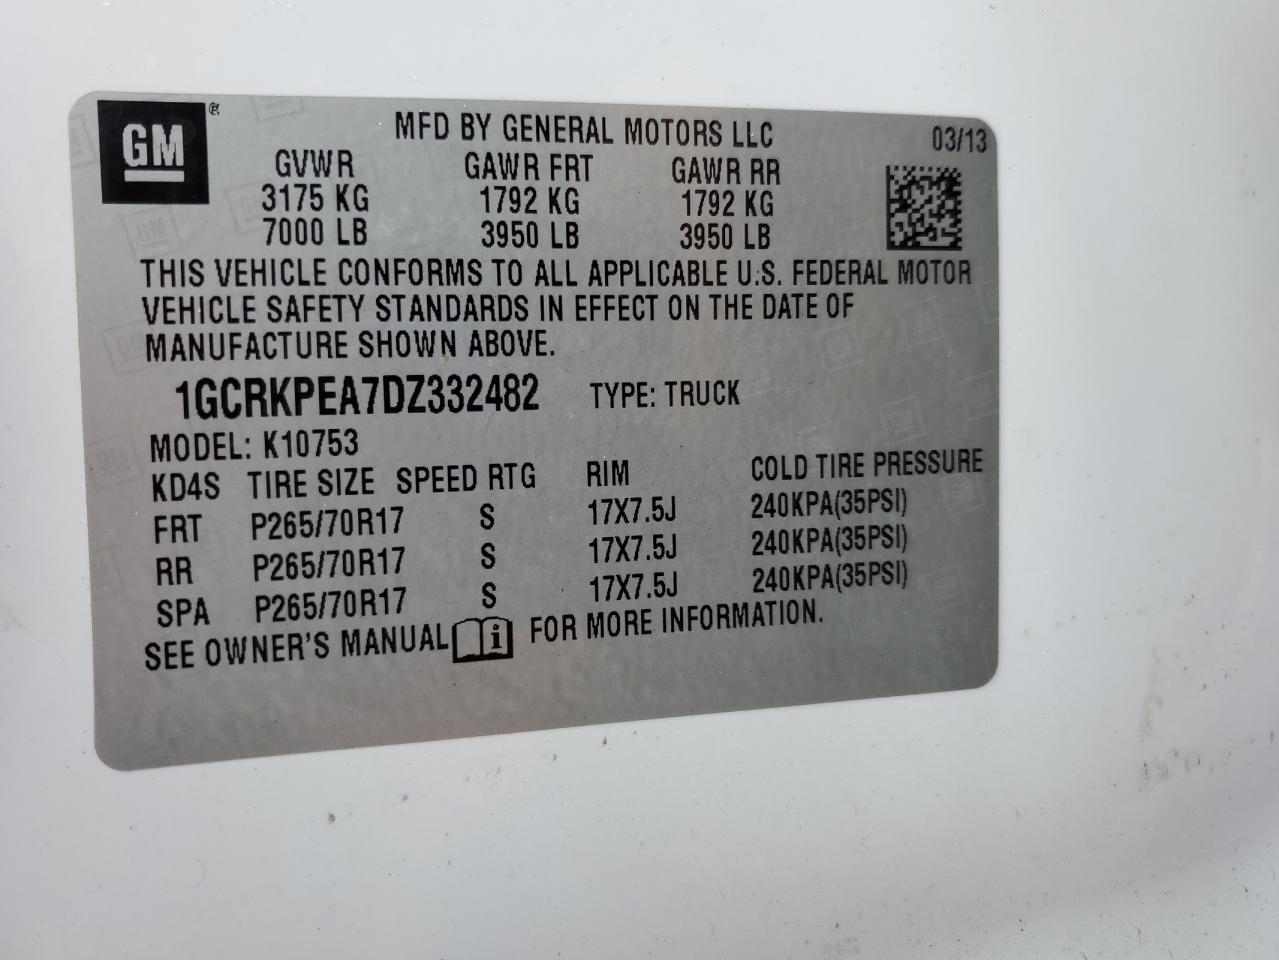 GM ®
MFD BY GENERAL MOTORS LLC 03/13
GVWR GAWR FRT GAWR RR
3175 KG 1792 KG 1792 KG
7000 LB 3950 LB 3950 LB
THIS VEHICLE CONFORMS TO ALL APPLICABLE U.S. FEDERAL MOTOR
VEHICLE SAFETY STANDARDS IN EFFECT ON THE DATE OF
MANUFACTURE SHOWN ABOVE.
1GCRKPEA7DZ332482 TYPE: TRUCK
MODEL: K10753
KD4S TIRE SIZE SPEED RTG RIM COLD TIRE PRESSURE
FRT P265/70R17 S 17X7.5J 240KPA(35PSI)
RR P265/70R17 S 17X7.5J 240KPA(35PSI)
SPA P265/70R17 S 17X7.5J 240KPA(35PSI)
SEE OWNER'S MANUAL i FOR MORE INFORMATION.